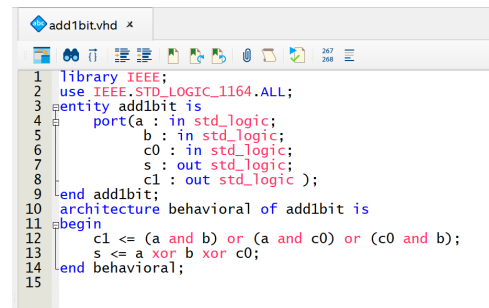 abc add1bit.vhd x
267
268
1 library IEEE;
2 use IEEE.STD_LOGIC_1164.ALL;
3 entity add1bit is
4 port(a : in std_logic;
5 b : in std_logic;
6 c0 : in std_logic;
7 s : out std_logic;
8 c1 : out std_logic );
9 end add1bit;
10 architecture behavioral of add1bit is
11 begin
12 c1 <= (a and b) or (a and c0) or (c0 and b);
13 s <= a xor b xor c0;
14 end behavioral;
15